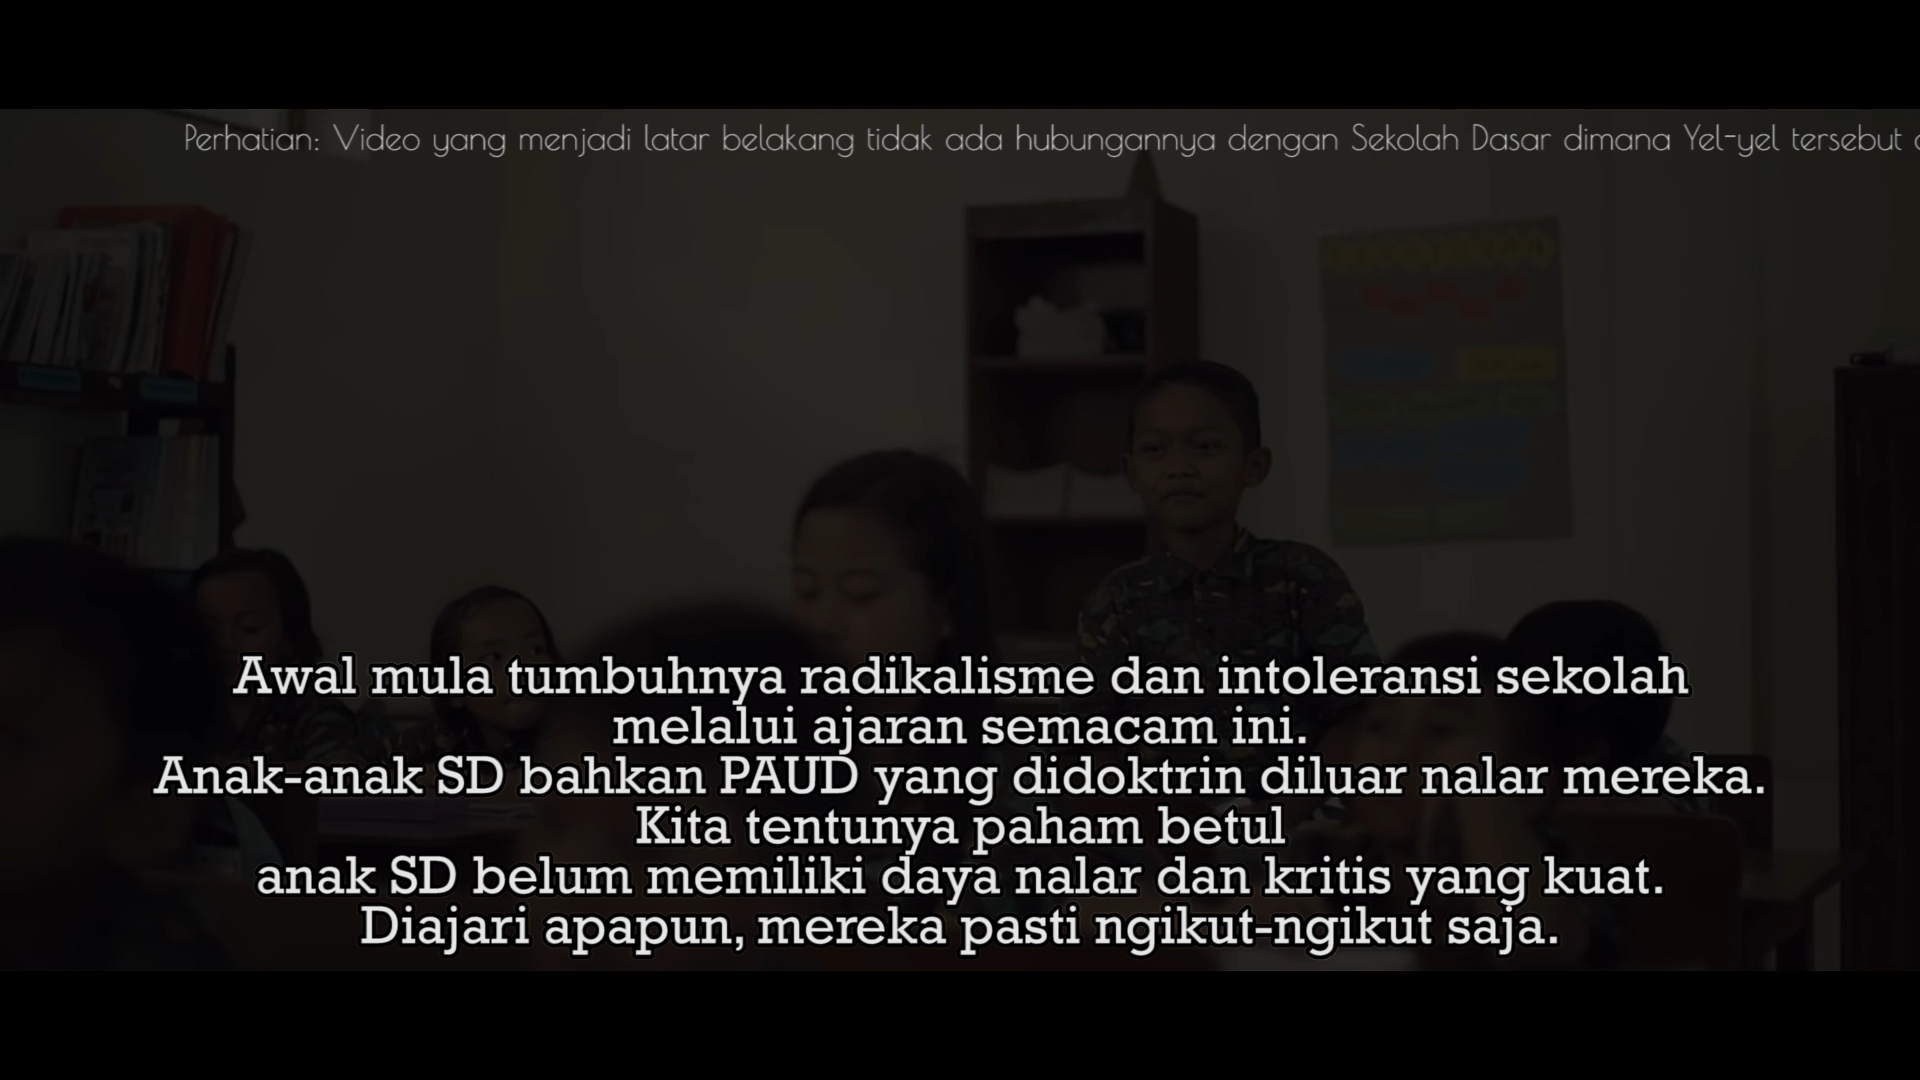 Perhatian: Video yang menjadi latar belakang tidak ada hubungannya dengan Sekolah Dasar dimana Yel-yel tersebut
Awal mula tumbuhnya radikalisme dan intoleransi sekolah
melalui ajaran semacam ini.
Anak-anak SD bahkan PAUD yang didoktrin diluar nalar mereka.
Kita tentunya paham betul
anak SD belum memiliki daya nalar dan kritis yang kuat.
Diajari apapun, mereka pasti ngikut-ngikut saja.